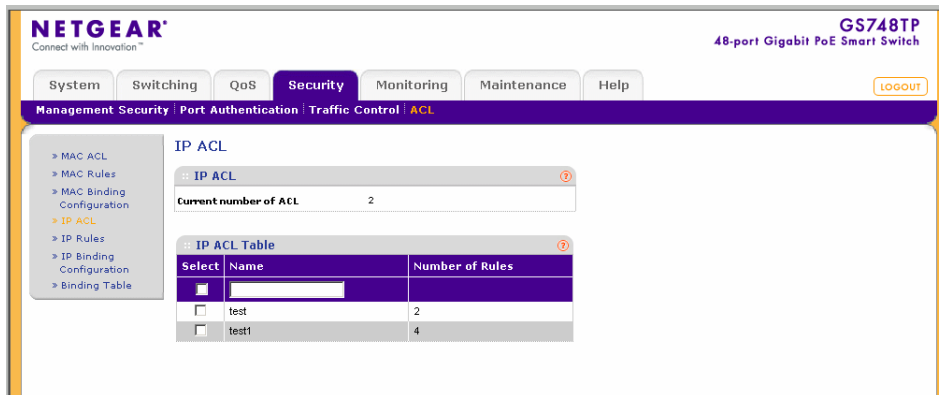 NETGEAR®
Connect with Innovation™
GS748TP
48-port Gigabit PoE Smart Switch
System Switching QoS Security Monitoring Maintenance Help
LOGOUT
Management Security Port Authentication Traffic Control ACL
» MAC ACL
» MAC Rules
» MAC Binding
Configuration
» IP ACL
» IP Rules
» IP Binding
Configuration
» Binding Table
IP ACL
:: IP ACL ?
Current number of ACL 2
:: IP ACL Table ?
Select Name Number of Rules
test 2
test1 4